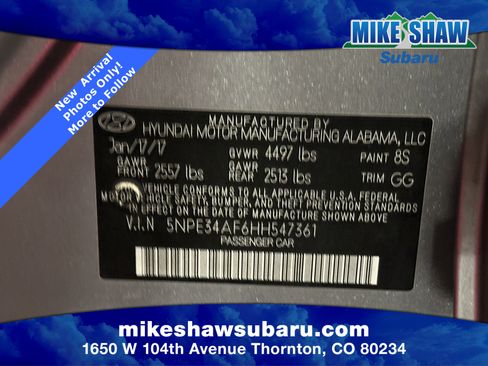 MIKE SHAW
Subaru
New Arrival
Photos Only!
More to Follow
MANUFACTURED BY
HYUNDAI MOTOR MANUFACTURING ALABAMA, LLC
Jan/17/17 GVWR 4497 lbs PAINT 8S
GAWR FRONT 2557 lbs GAWR REAR 2513 lbs TRIM GG
VEHICLE CONFORMS TO ALL APPLICABLE U.S.A. FEDERAL
MOTOR VEHICLE SAFETY, BUMPER, AND THEFT PREVENTION STANDARDS
IN EFFECT ON THE DATE OF MANUFACTURE SHOWN ABOVE.
V.I.N 5NPE34AF6HH547361
PASSENGER CAR
mikeshawsubaru.com
1650 W 104th Avenue Thornton, CO 80234